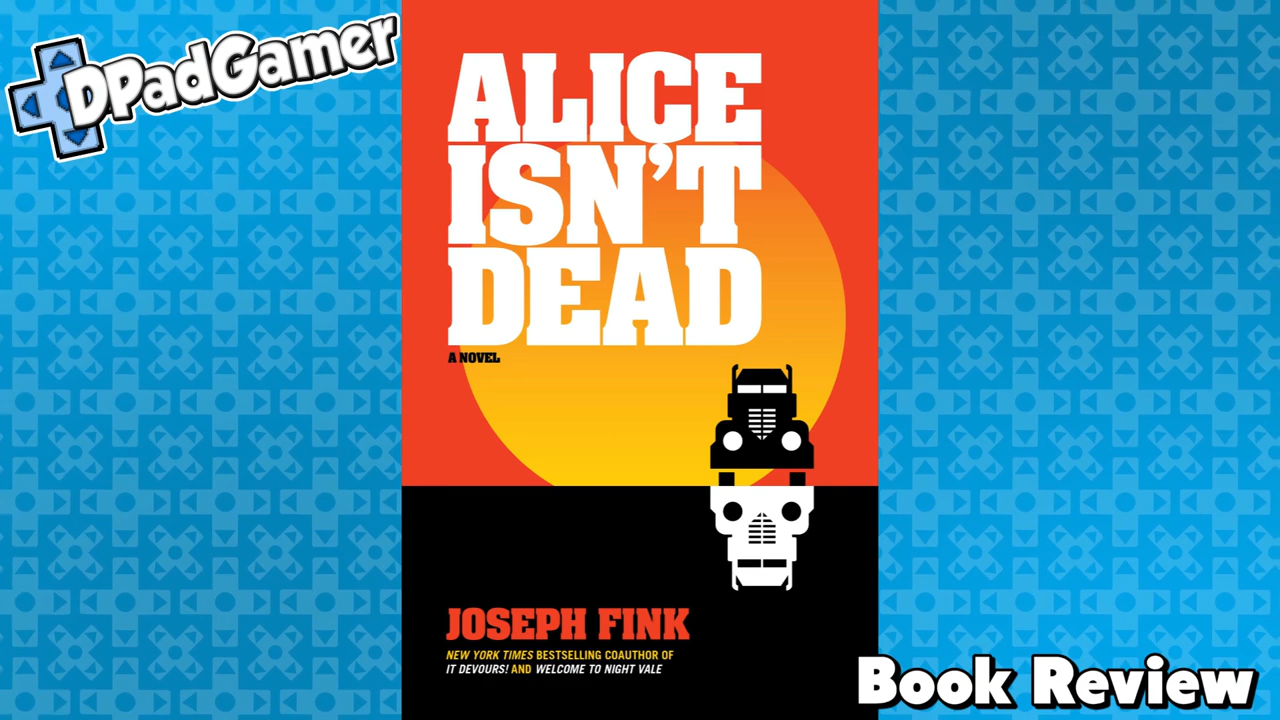 DPadGamer
ALICE
ISN'T
DEAD
A NOVEL
JOSEPH FINK
NEW YORK TIMES BESTSELLING COAUTHOR OF
IT DEVOURS! AND WELCOME TO NIGHT VALE
Book Review